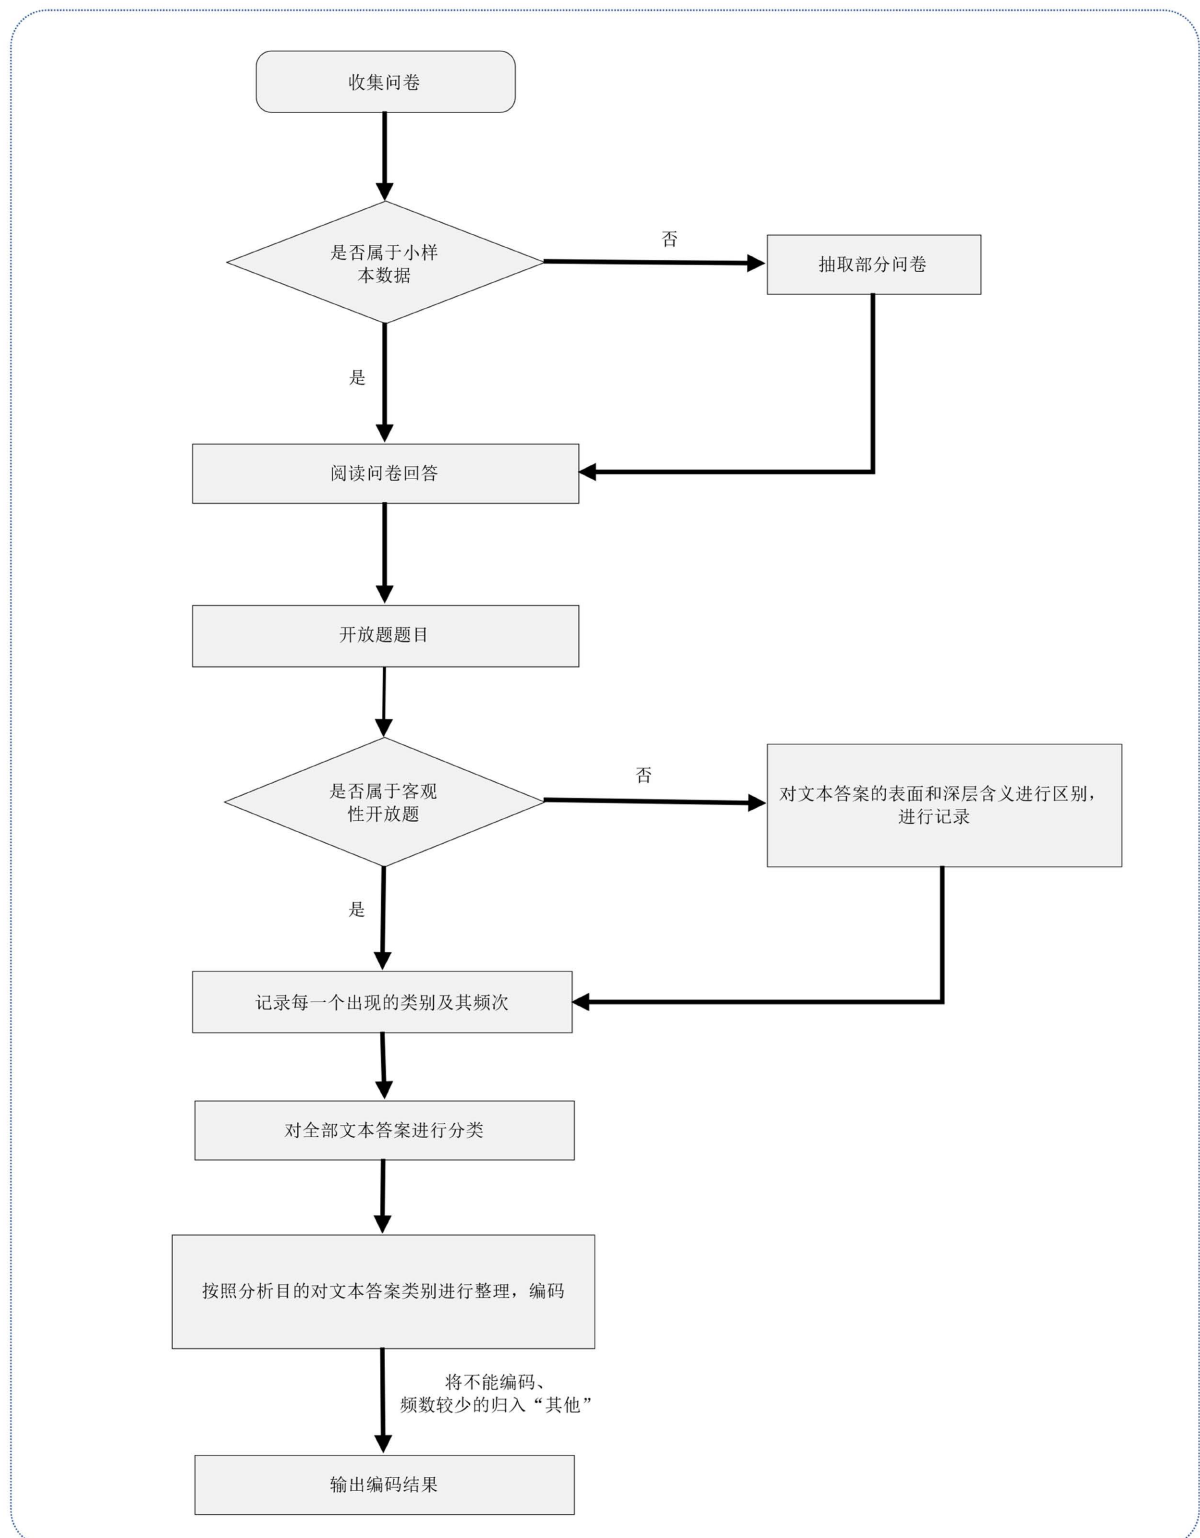 收集问卷
是否属于小样
本数据
否
抽取部分问卷
是
阅读问卷回答
开放题题目
是否属于客观
性开放题
否
对文本答案的表面和深层含义进行区别，
进行记录
是
记录每一个出现的类别及其频次
对全部文本答案进行分类
按照分析目的对文本答案类别进行整理，编码
将不能编码、
频数较少的归入“其他”
输出编码结果